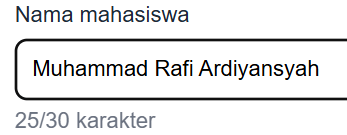 Nama mahasiswa
Muhammad Rafi Ardiyansyah
25/30 karakter